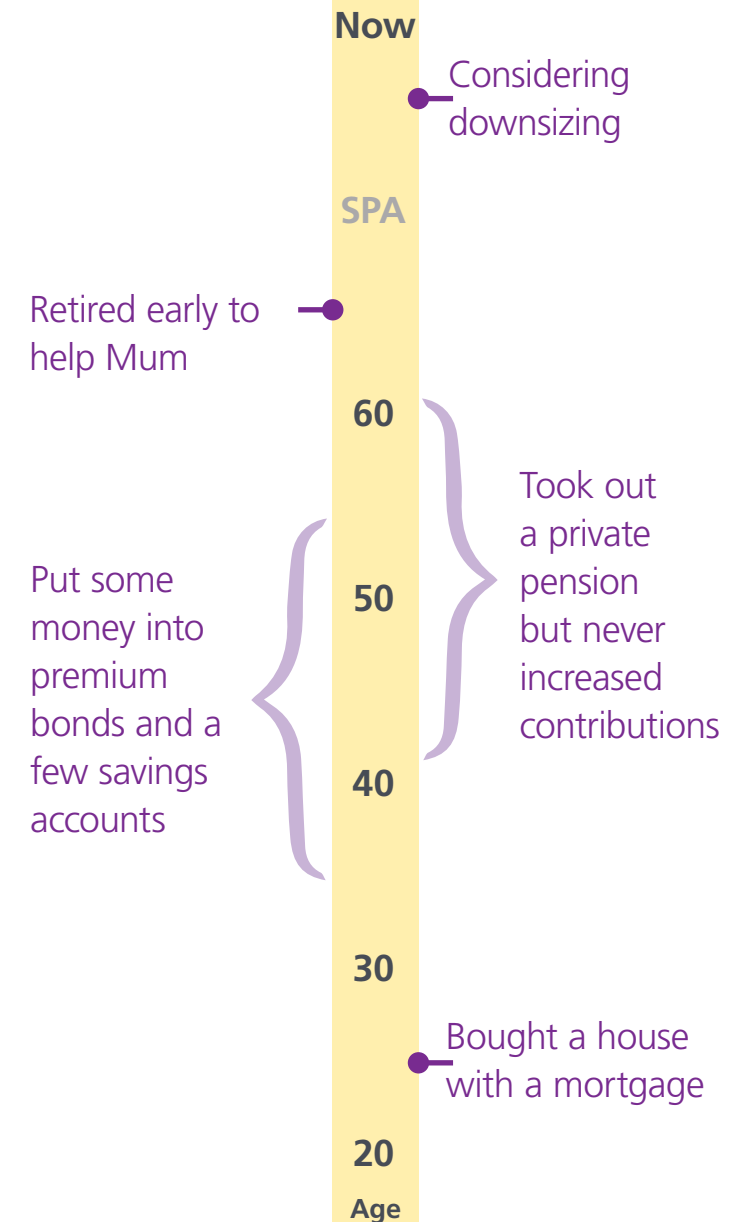 Now
Considering
downsizing
SPA
Retired early to
help Mum
60
Took out
a private
pension
but never
increased
contributions
Put some
money into
premium
bonds and a
few savings
accounts
50
40
30
Bought a house
with a mortgage
20
Age